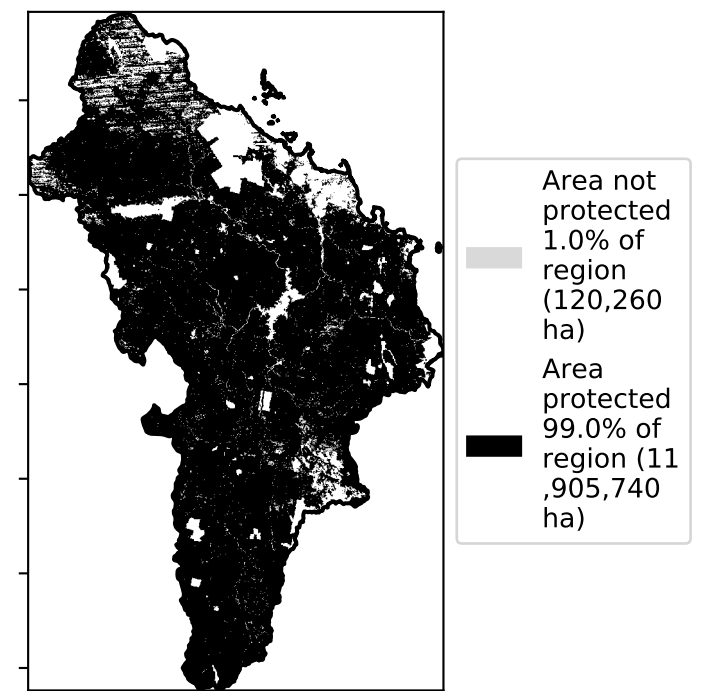 Area not
protected
1.0% of
region
(120,260
ha)
Area
protected
99.0% of
region (11
,905,740
ha)